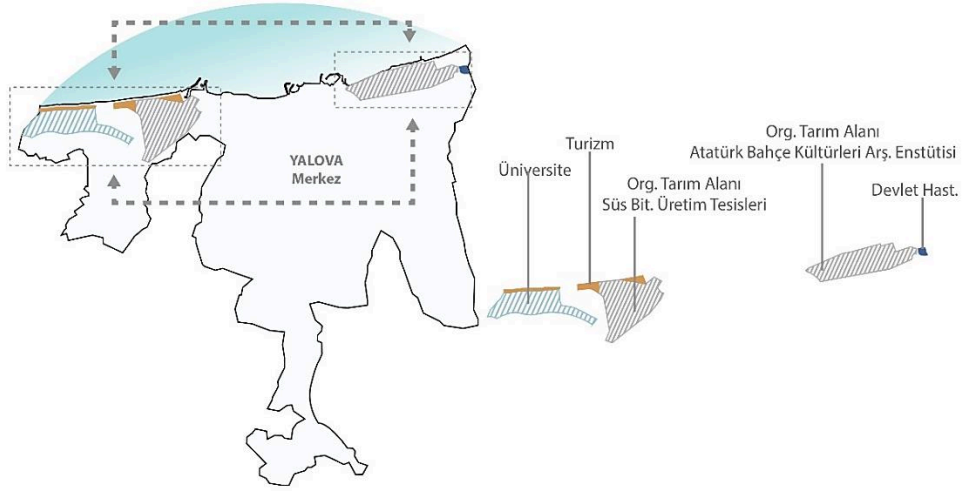 YALOVA
Merkez
Üniversite
Turizm
Org. Tarım Alanı
Süs Bit. Üretim Tesisleri
Org. Tarım Alanı
Atatürk Bahçe Kültürleri Arş. Enstütisi
Devlet Hast.